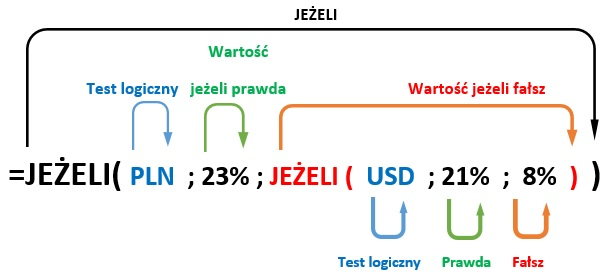 JEŻELI
Wartość
Test logiczny jeżeli prawda Wartość jeżeli fałsz
=JEŻELI( PLN ; 23% ; JEŻELI ( USD ; 21% ; 8% ) )
Test logiczny Prawda Fałsz